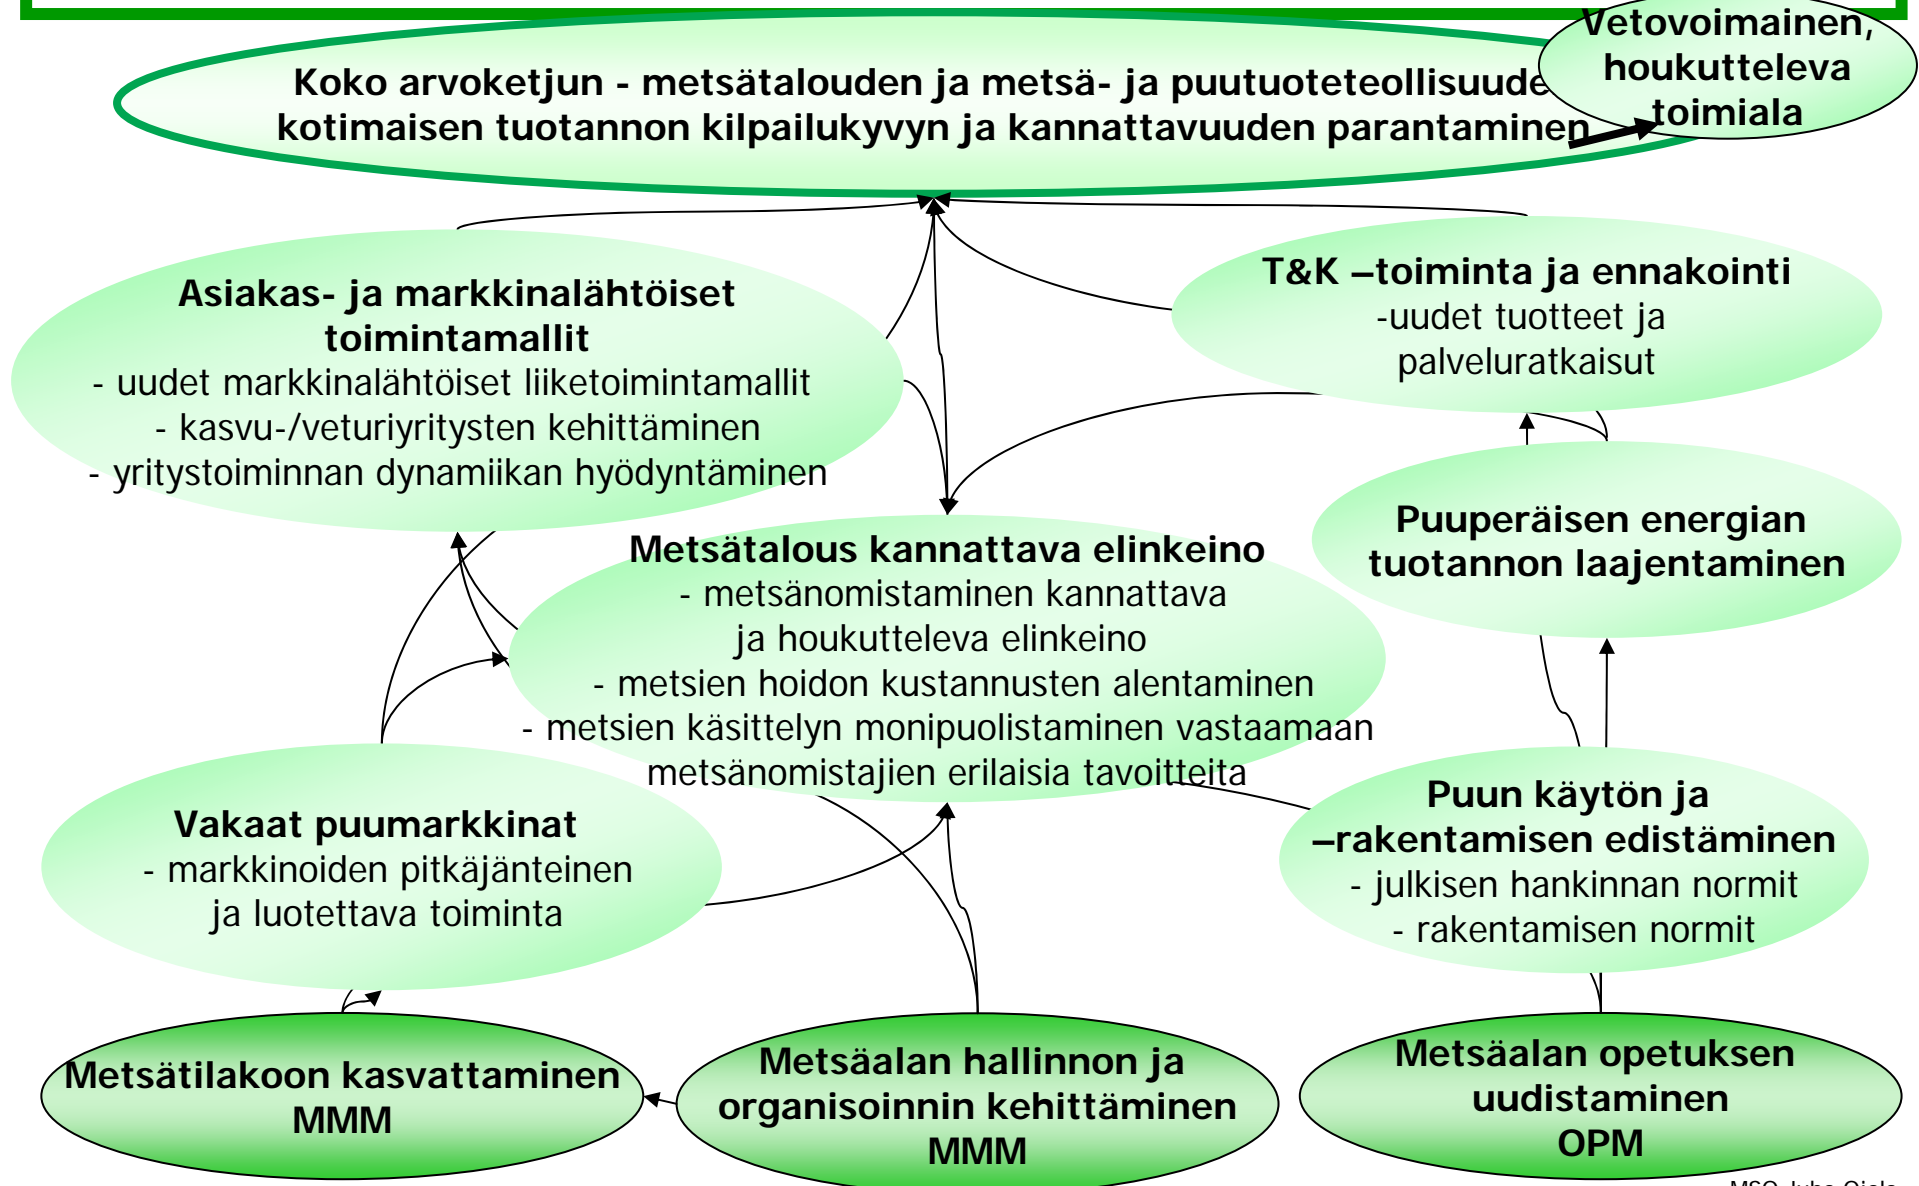 Vetovoimainen,
houkutteleva
toimiala
Koko arvoketjun - metsätalouden ja metsä- ja puutuoteteollisuude
kotimaisen tuotannon kilpailukyvyn ja kannattavuuden parantaminen
Asiakas- ja markkinalähtöiset
toimintamallit
- uudet markkinalähtöiset liiketoimintamallit
- kasvu-/veturiyritysten kehittäminen
- yritystoiminnan dynamiikan hyödyntäminen
T&K –toiminta ja ennakointi
-uudet tuotteet ja
palveluratkaisut
Puuperäisen energian
tuotannon laajentaminen
Metsätalous kannattava elinkeino
- metsänomistaminen kannattava
ja houkutteleva elinkeino
- metsien hoidon kustannusten alentaminen
- metsien käsittelyn monipuolistaminen vastaamaan
metsänomistajien erilaisia tavoitteita
Vakaat puumarkkinat
- markkinoiden pitkäjänteinen
ja luotettava toiminta
Puun käytön ja
–rakentamisen edistäminen
- julkisen hankinnan normit
- rakentamisen normit
Metsätilakoon kasvattaminen
MMM
Metsäalan hallinnon ja
organisoinnin kehittäminen
MMM
Metsäalan opetuksen
uudistaminen
OPM